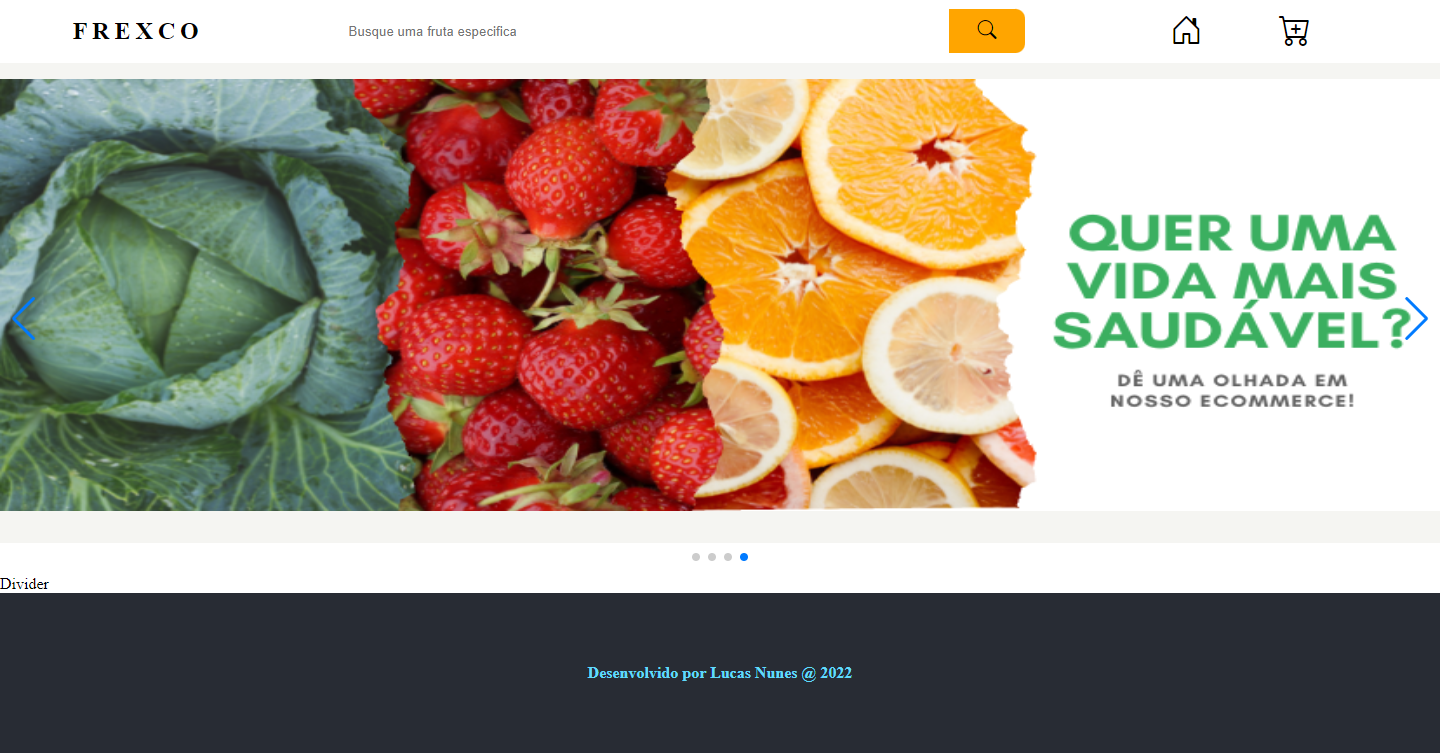 FREXCO
Busque uma fruta especifica
QUER UMA
VIDA MAIS
SAUDÁVEL?
DÊ UMA OLHADA EM
NOSSO ECOMMERCE!
Divider
Desenvolvido por Lucas Nunes @ 2022